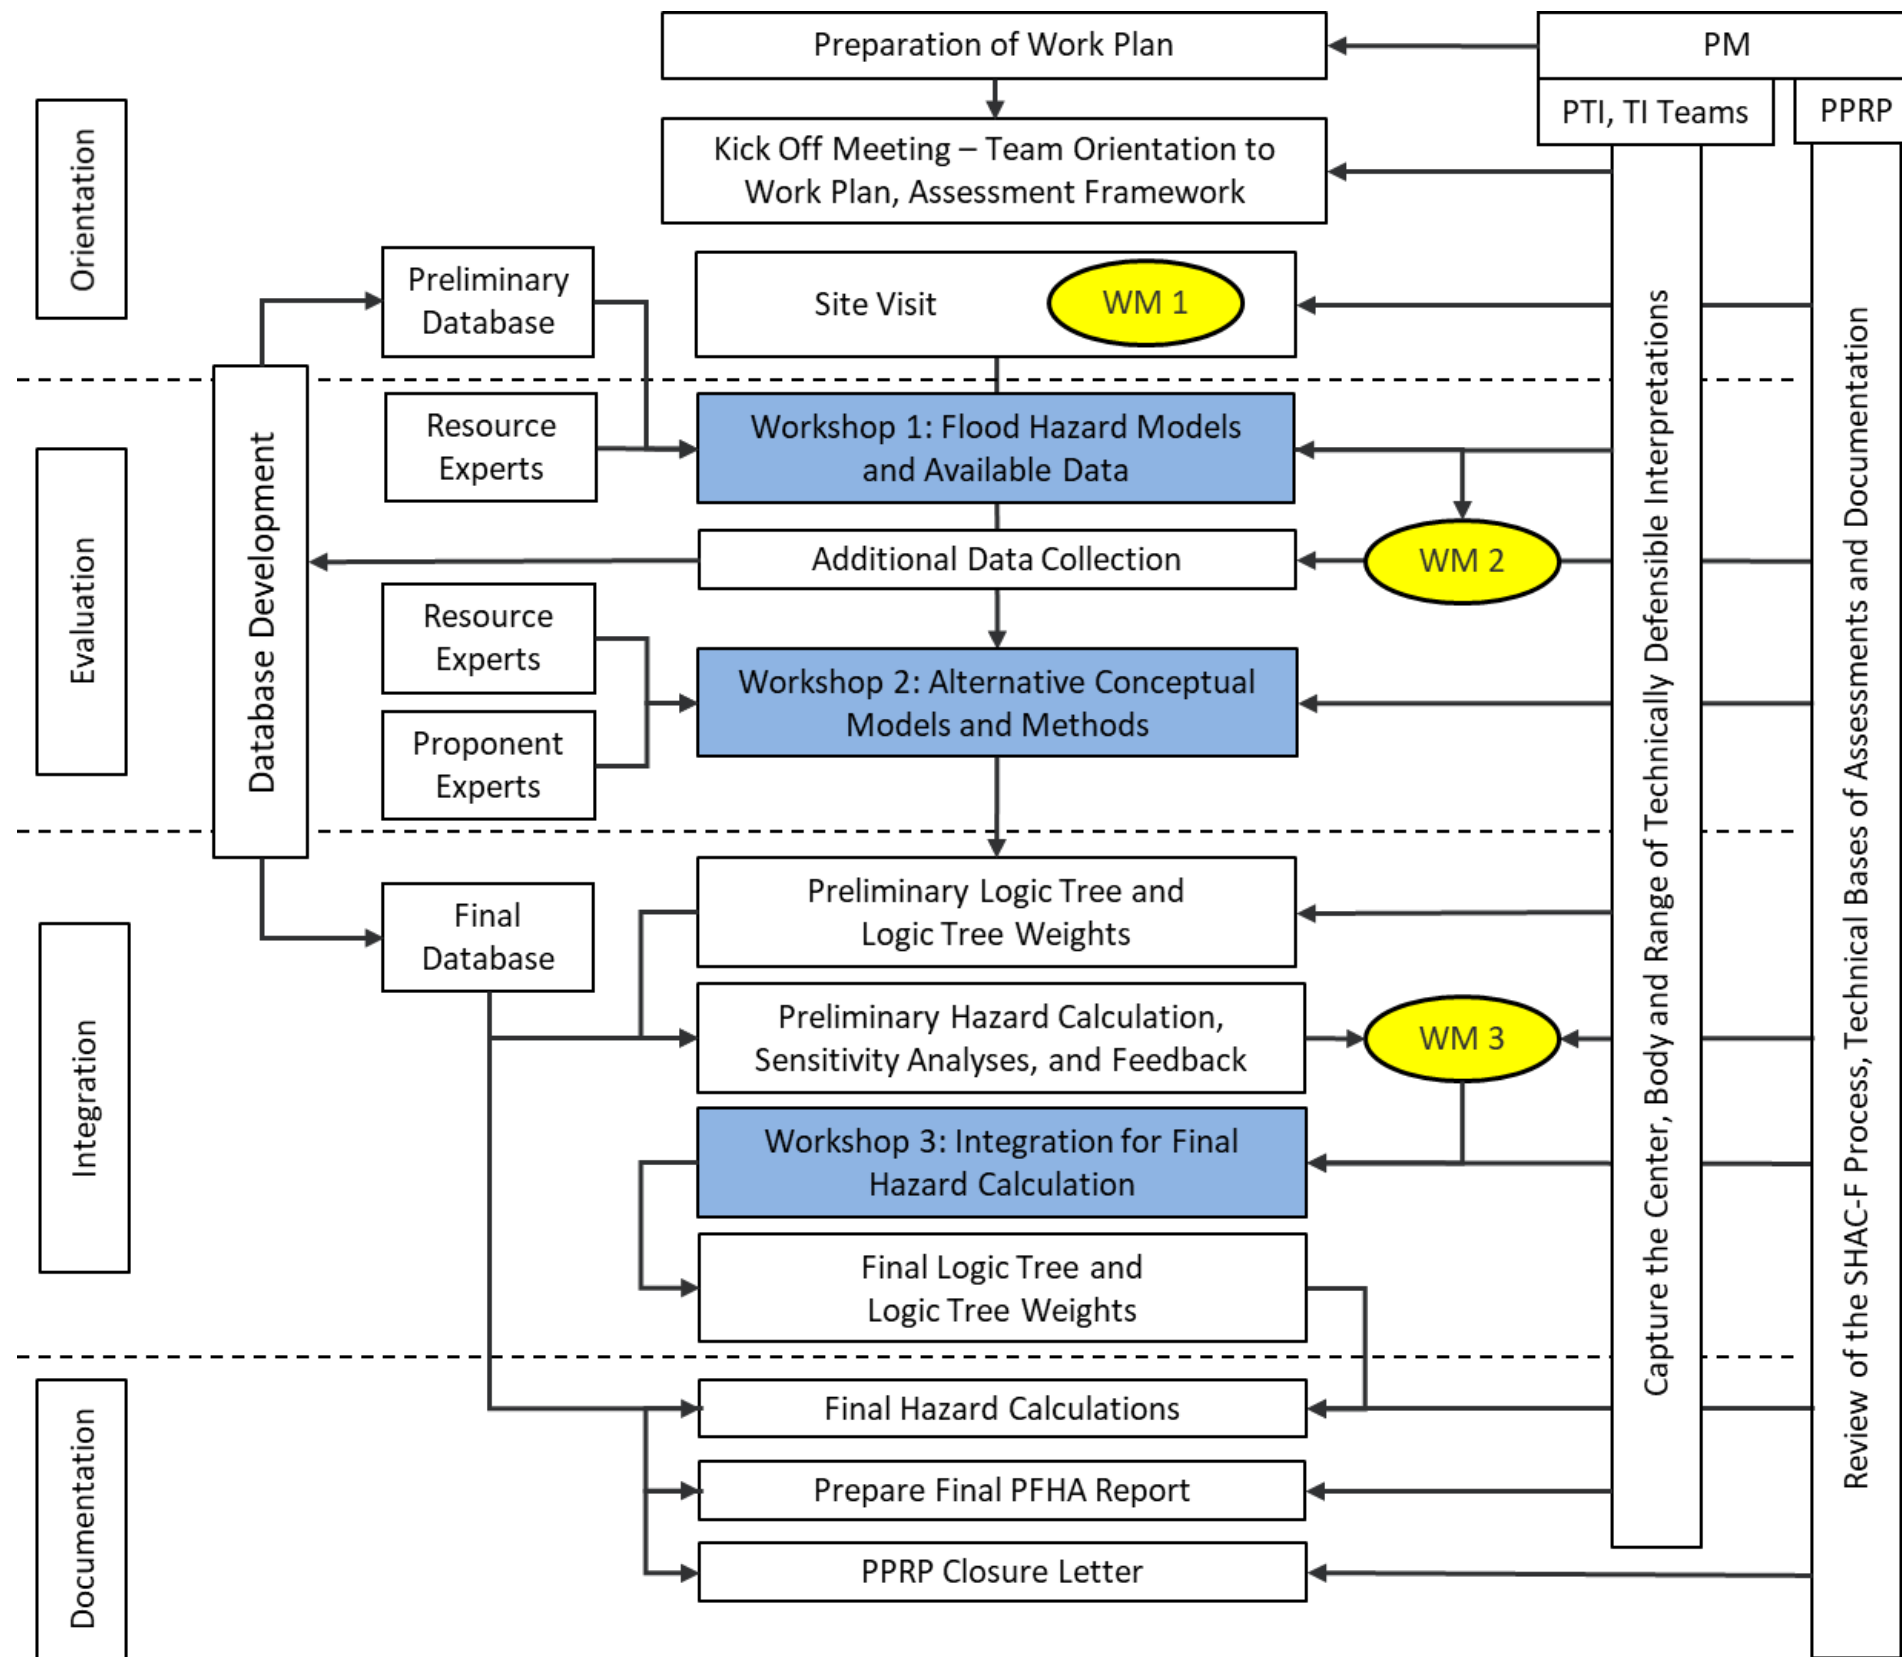 Preparation of Work Plan
PM
PTI, TI Teams
PPRP
Orientation
Kick Off Meeting – Team Orientation to
Work Plan, Assessment Framework
Preliminary
Database
Site Visit
WM 1
Database Development
Evaluation
Resource
Experts
Workshop 1: Flood Hazard Models
and Available Data
Additional Data Collection
WM 2
Resource
Experts
Proponent
Experts
Workshop 2: Alternative Conceptual
Models and Methods
Capture the Center, Body and Range of Technically Defensible Interpretations
Review of the SHAC-F Process, Technical Bases of Assessments and Documentation
Integration
Final
Database
Preliminary Logic Tree and
Logic Tree Weights
Preliminary Hazard Calculation,
Sensitivity Analyses, and Feedback
WM 3
Workshop 3: Integration for Final
Hazard Calculation
Final Logic Tree and
Logic Tree Weights
Documentation
Final Hazard Calculations
Prepare Final PFHA Report
PPRP Closure Letter